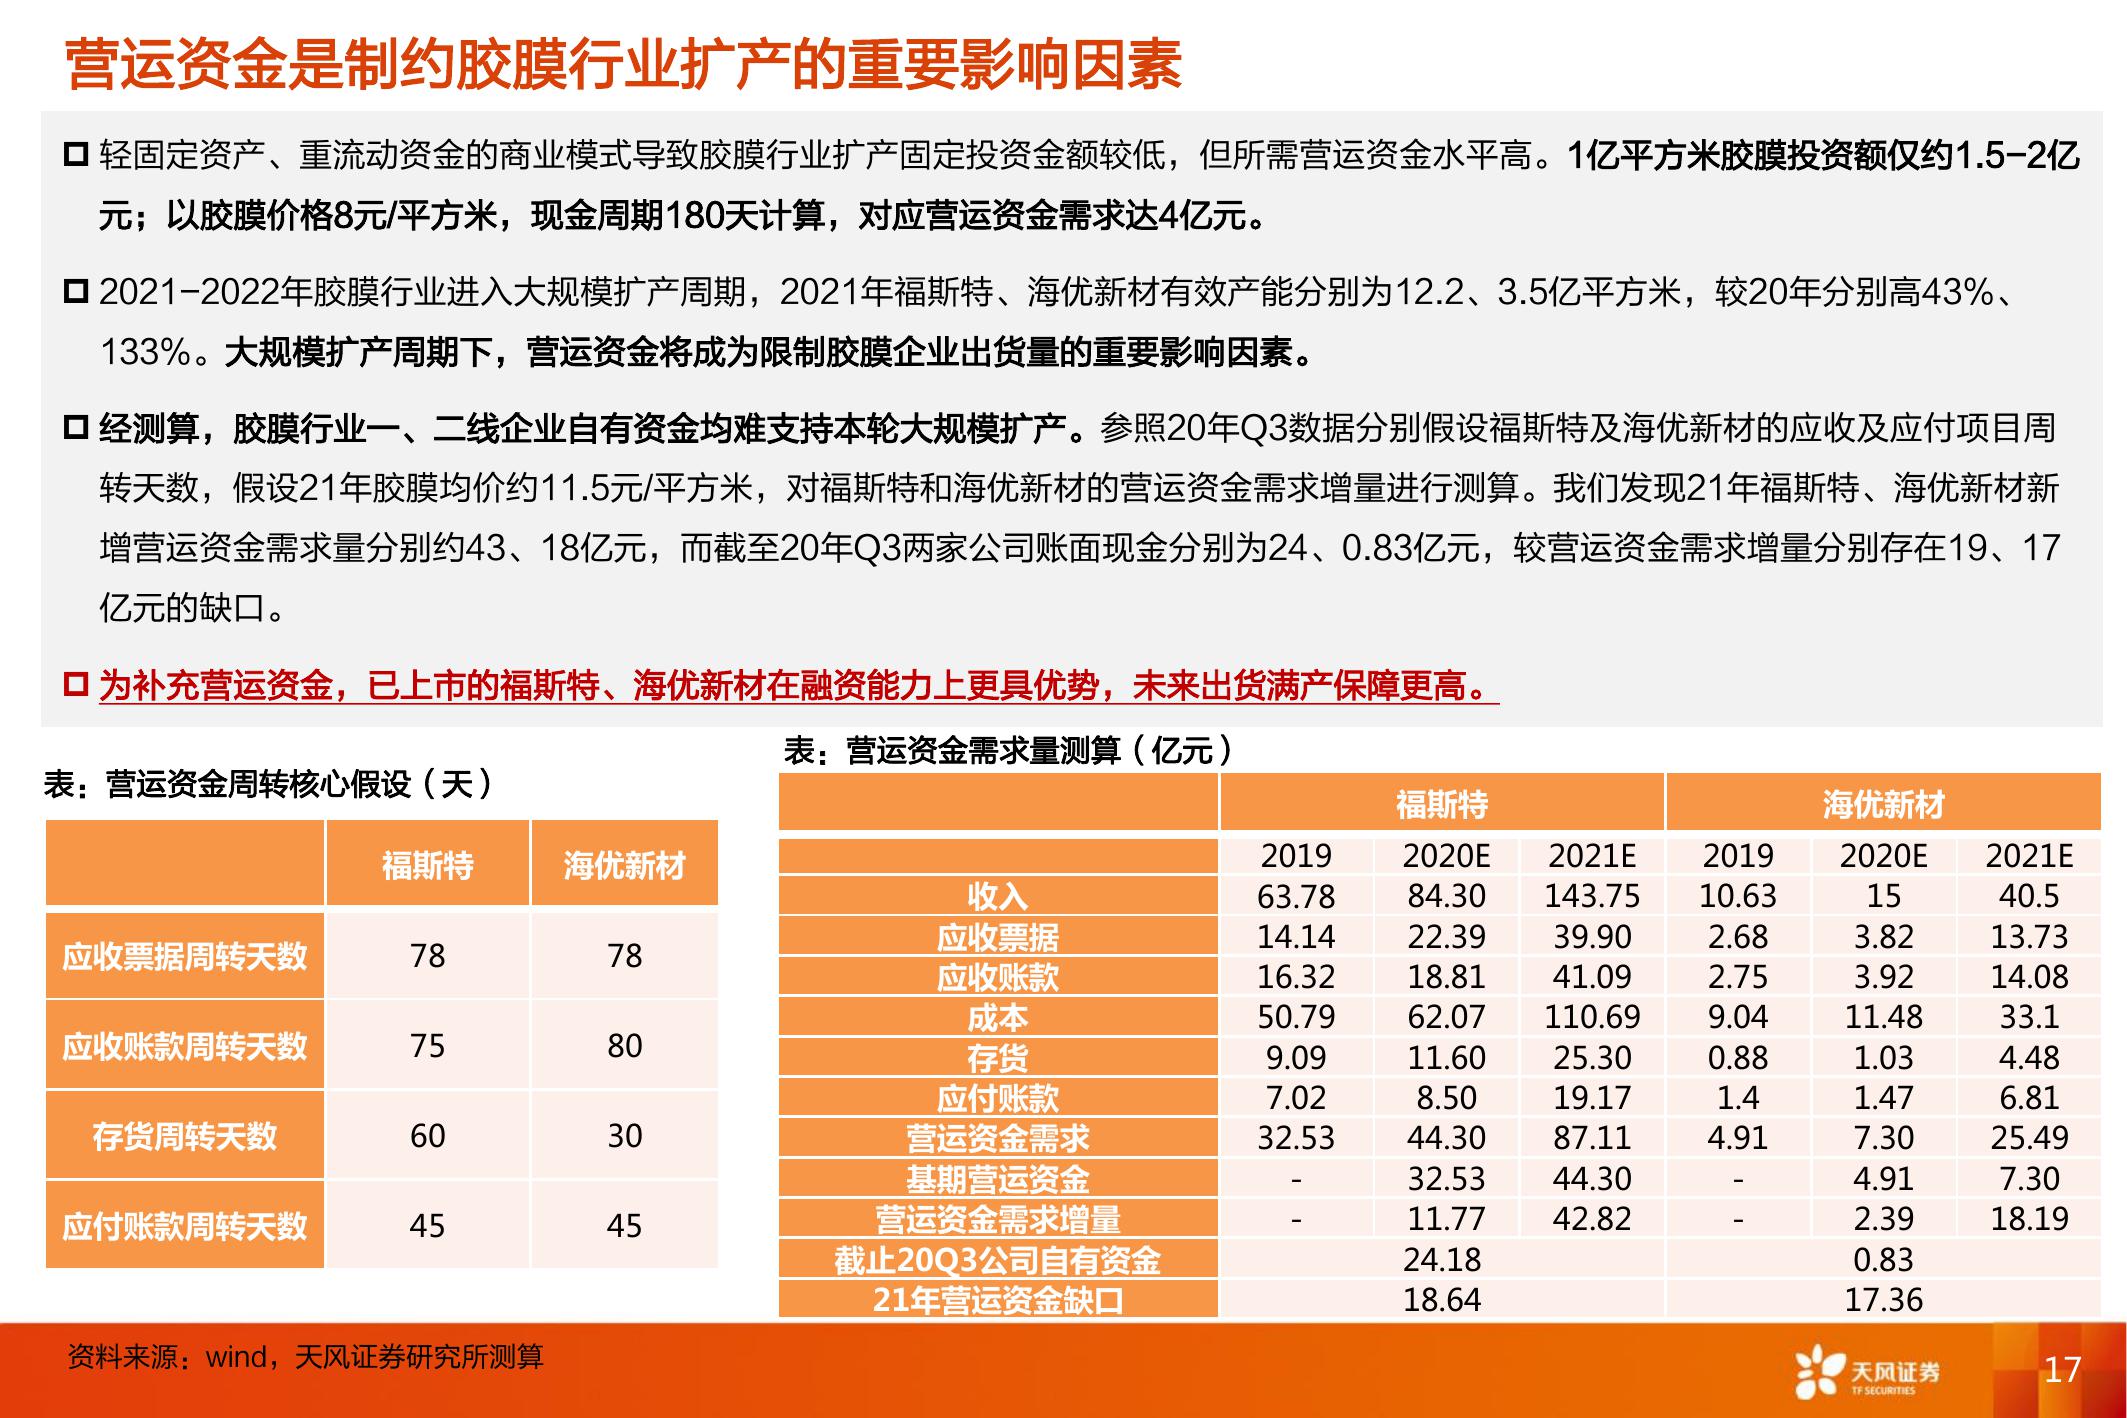 营运资金是制约胶膜行业扩产的重要影响因素
轻固定资产、重流动资金的商业模式导致胶膜行业扩产固定投资金额较低，但所需营运资金水平高。1亿平方米胶膜投资额仅约1.5-2亿
元；以胶膜价格8元/平方米，现金周期180天计算，对应营运资金需求达4亿元。
2021-2022年胶膜行业进入大规模扩产周期，2021年福斯特、海优新材有效产能分别为12.2、3.5亿平方米，较20年分别高43%、
133%。大规模扩产周期下，营运资金将成为限制胶膜企业出货量的重要影响因素。
经测算，胶膜行业一、二线企业自有资金均难支持本轮大规模扩产。参照20年Q3数据分别假设福斯特及海优新材的应收及应付项目周
转天数，假设21年胶膜均价约11.5元/平方米，对福斯特和海优新材的营运资金需求增量进行测算。我们发现21年福斯特、海优新材新
增营运资金需求量分别约43、18亿元，而截至20年Q3两家公司账面现金分别为24、0.83亿元，较营运资金需求增量分别存在19、17
亿元的缺口。
为补充营运资金，已上市的福斯特、海优新材在融资能力上更具优势，未来出货满产保障更高。
表：营运资金周转核心假设（天）
福斯特 海优新材
应收票据周转天数 78 78
应收账款周转天数 75 80
存货周转天数 60 30
应付账款周转天数 45 45
表：营运资金需求量测算（亿元）
福斯特 海优新材
2019 2020E 2021E 2019 2020E 2021E
收入 63.78 84.30 143.75 10.63 15 40.5
应收票据 14.14 22.39 39.90 2.68 3.82 13.73
应收账款 16.32 18.81 41.09 2.75 3.92 14.08
成本 50.79 62.07 110.69 9.04 11.48 33.1
存货 9.09 11.60 25.30 0.88 1.03 4.48
应付账款 7.02 8.50 19.17 1.4 1.47 6.81
营运资金需求 32.53 44.30 87.11 4.91 7.30 25.49
基期营运资金 - 32.53 44.30 - 4.91 7.30
营运资金需求增量 - 11.77 42.82 - 2.39 18.19
截止20Q3公司自有资金 24.18 0.83
21年营运资金缺口 18.64 17.36
资料来源：wind，天风证券研究所测算
天风证券
TF SECURITIES
17